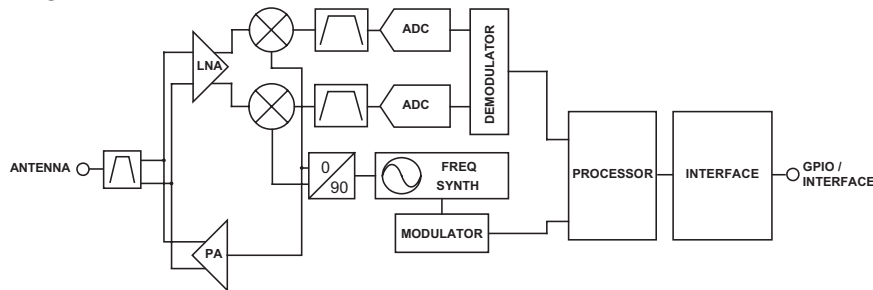 LNA
ADC
ADC
DEMODULATOR
ANTENNA
0
90
FREQ
SYNTH
MODULATOR
PA
PROCESSOR
INTERFACE
GPIO /
INTERFACE